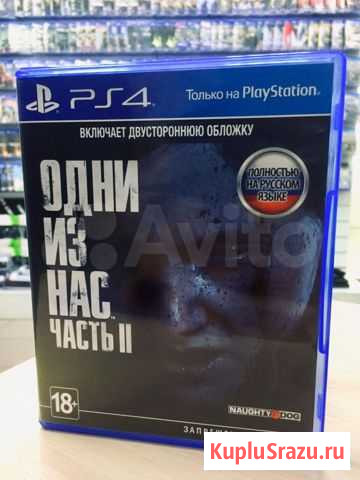 PS4
Только на PlayStation®
ВКЛЮЧАЕТ ДВУСТОРОННЮЮ ОБЛОЖКУ
ПОЛНОСТЬЮ
НА РУССКОМ
ЯЗЫКЕ
ОДНИ
ИЗ
НАС™
ЧАСТЬ II
Avito
18+
NAUGHTY DOG
KupluSrazu.ru